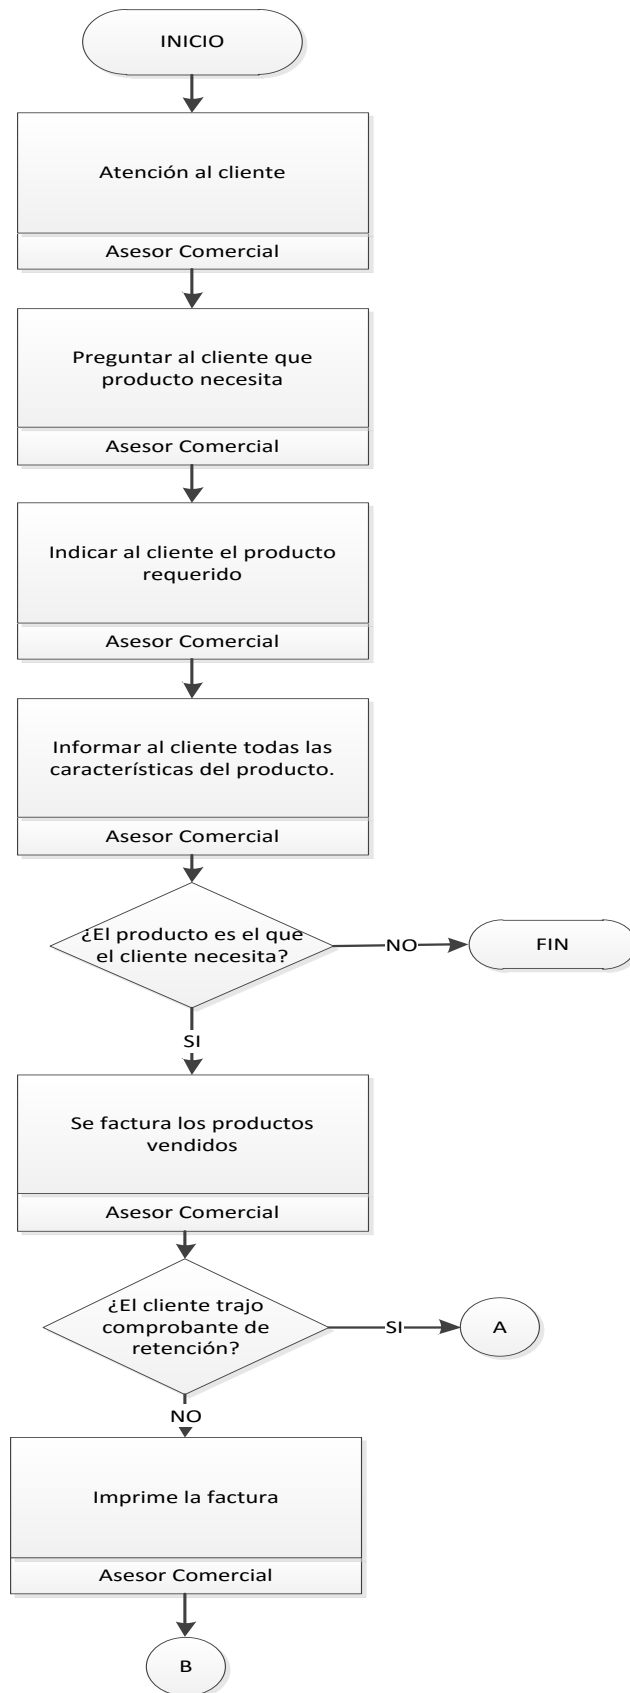 INICIO
Atención al cliente
Asesor Comercial
Preguntar al cliente que
producto necesita
Asesor Comercial
Indicar al cliente el producto
requerido
Asesor Comercial
Informar al cliente todas las
características del producto.
Asesor Comercial
¿El producto es el que
el cliente necesita?
NO
FIN
SI
Se factura los productos
vendidos
Asesor Comercial
¿El cliente trajo
comprobante de
retención?
SI
A
NO
Imprime la factura
Asesor Comercial
B